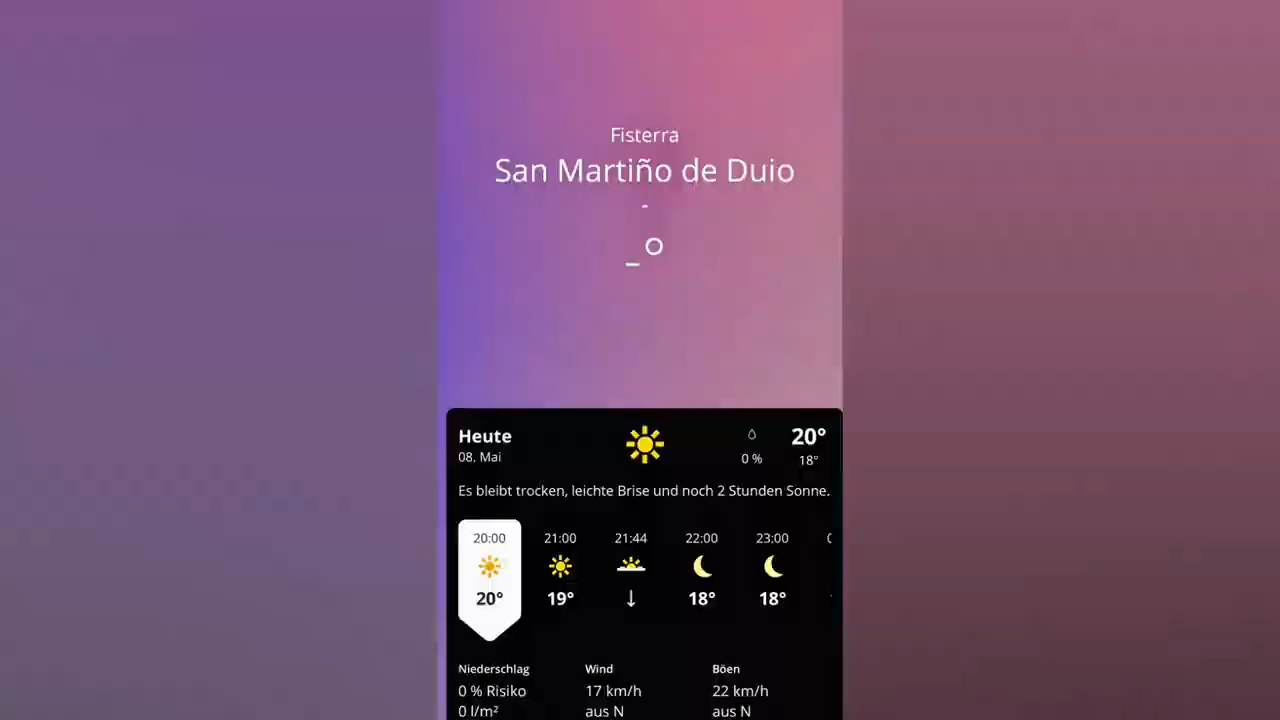 Fisterra
San Martiño de Duio
-
_°
Heute 20°
08. Mai 0 % 18°
Es bleibt trocken, leichte Brise und noch 2 Stunden Sonne.
20:00 21:00 21:44 22:00 23:00
20° 19° ↓ 18° 18°
Niederschlag Wind Böen
0 % Risiko 17 km/h 22 km/h
0 l/m² aus N aus N